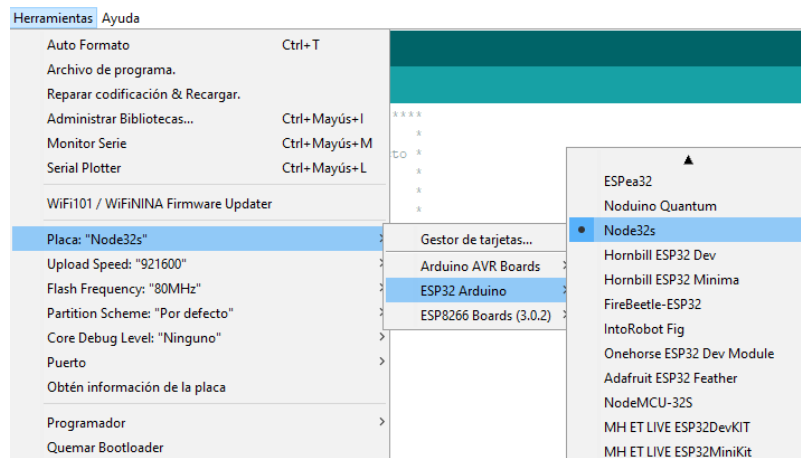 Herramientas Ayuda
Auto Formato Ctrl+T
Archivo de programa.
Reparar codificación & Recargar.
Administrar Bibliotecas... Ctrl+Mayús+I
Monitor Serie Ctrl+Mayús+M
Serial Plotter Ctrl+Mayús+L
WiFi101 / WiFiNINA Firmware Updater
Placa: "Node32s"
Upload Speed: "921600"
Flash Frequency: "80MHz"
Partition Scheme: "Por defecto"
Core Debug Level: "Ninguno"
Puerto
Obtén información de la placa
Programador
Quemar Bootloader
****
*
to *
*
*
*
Gestor de tarjetas...
Arduino AVR Boards
ESP32 Arduino
ESP8266 Boards (3.0.2)
ESPea32
Noduino Quantum
Node32s
Hornbill ESP32 Dev
Hornbill ESP32 Minima
FireBeetle-ESP32
IntoRobot Fig
Onehorse ESP32 Dev Module
Adafruit ESP32 Feather
NodeMCU-32S
MH ET LIVE ESP32DevKIT
MH ET LIVE ESP32MiniKit